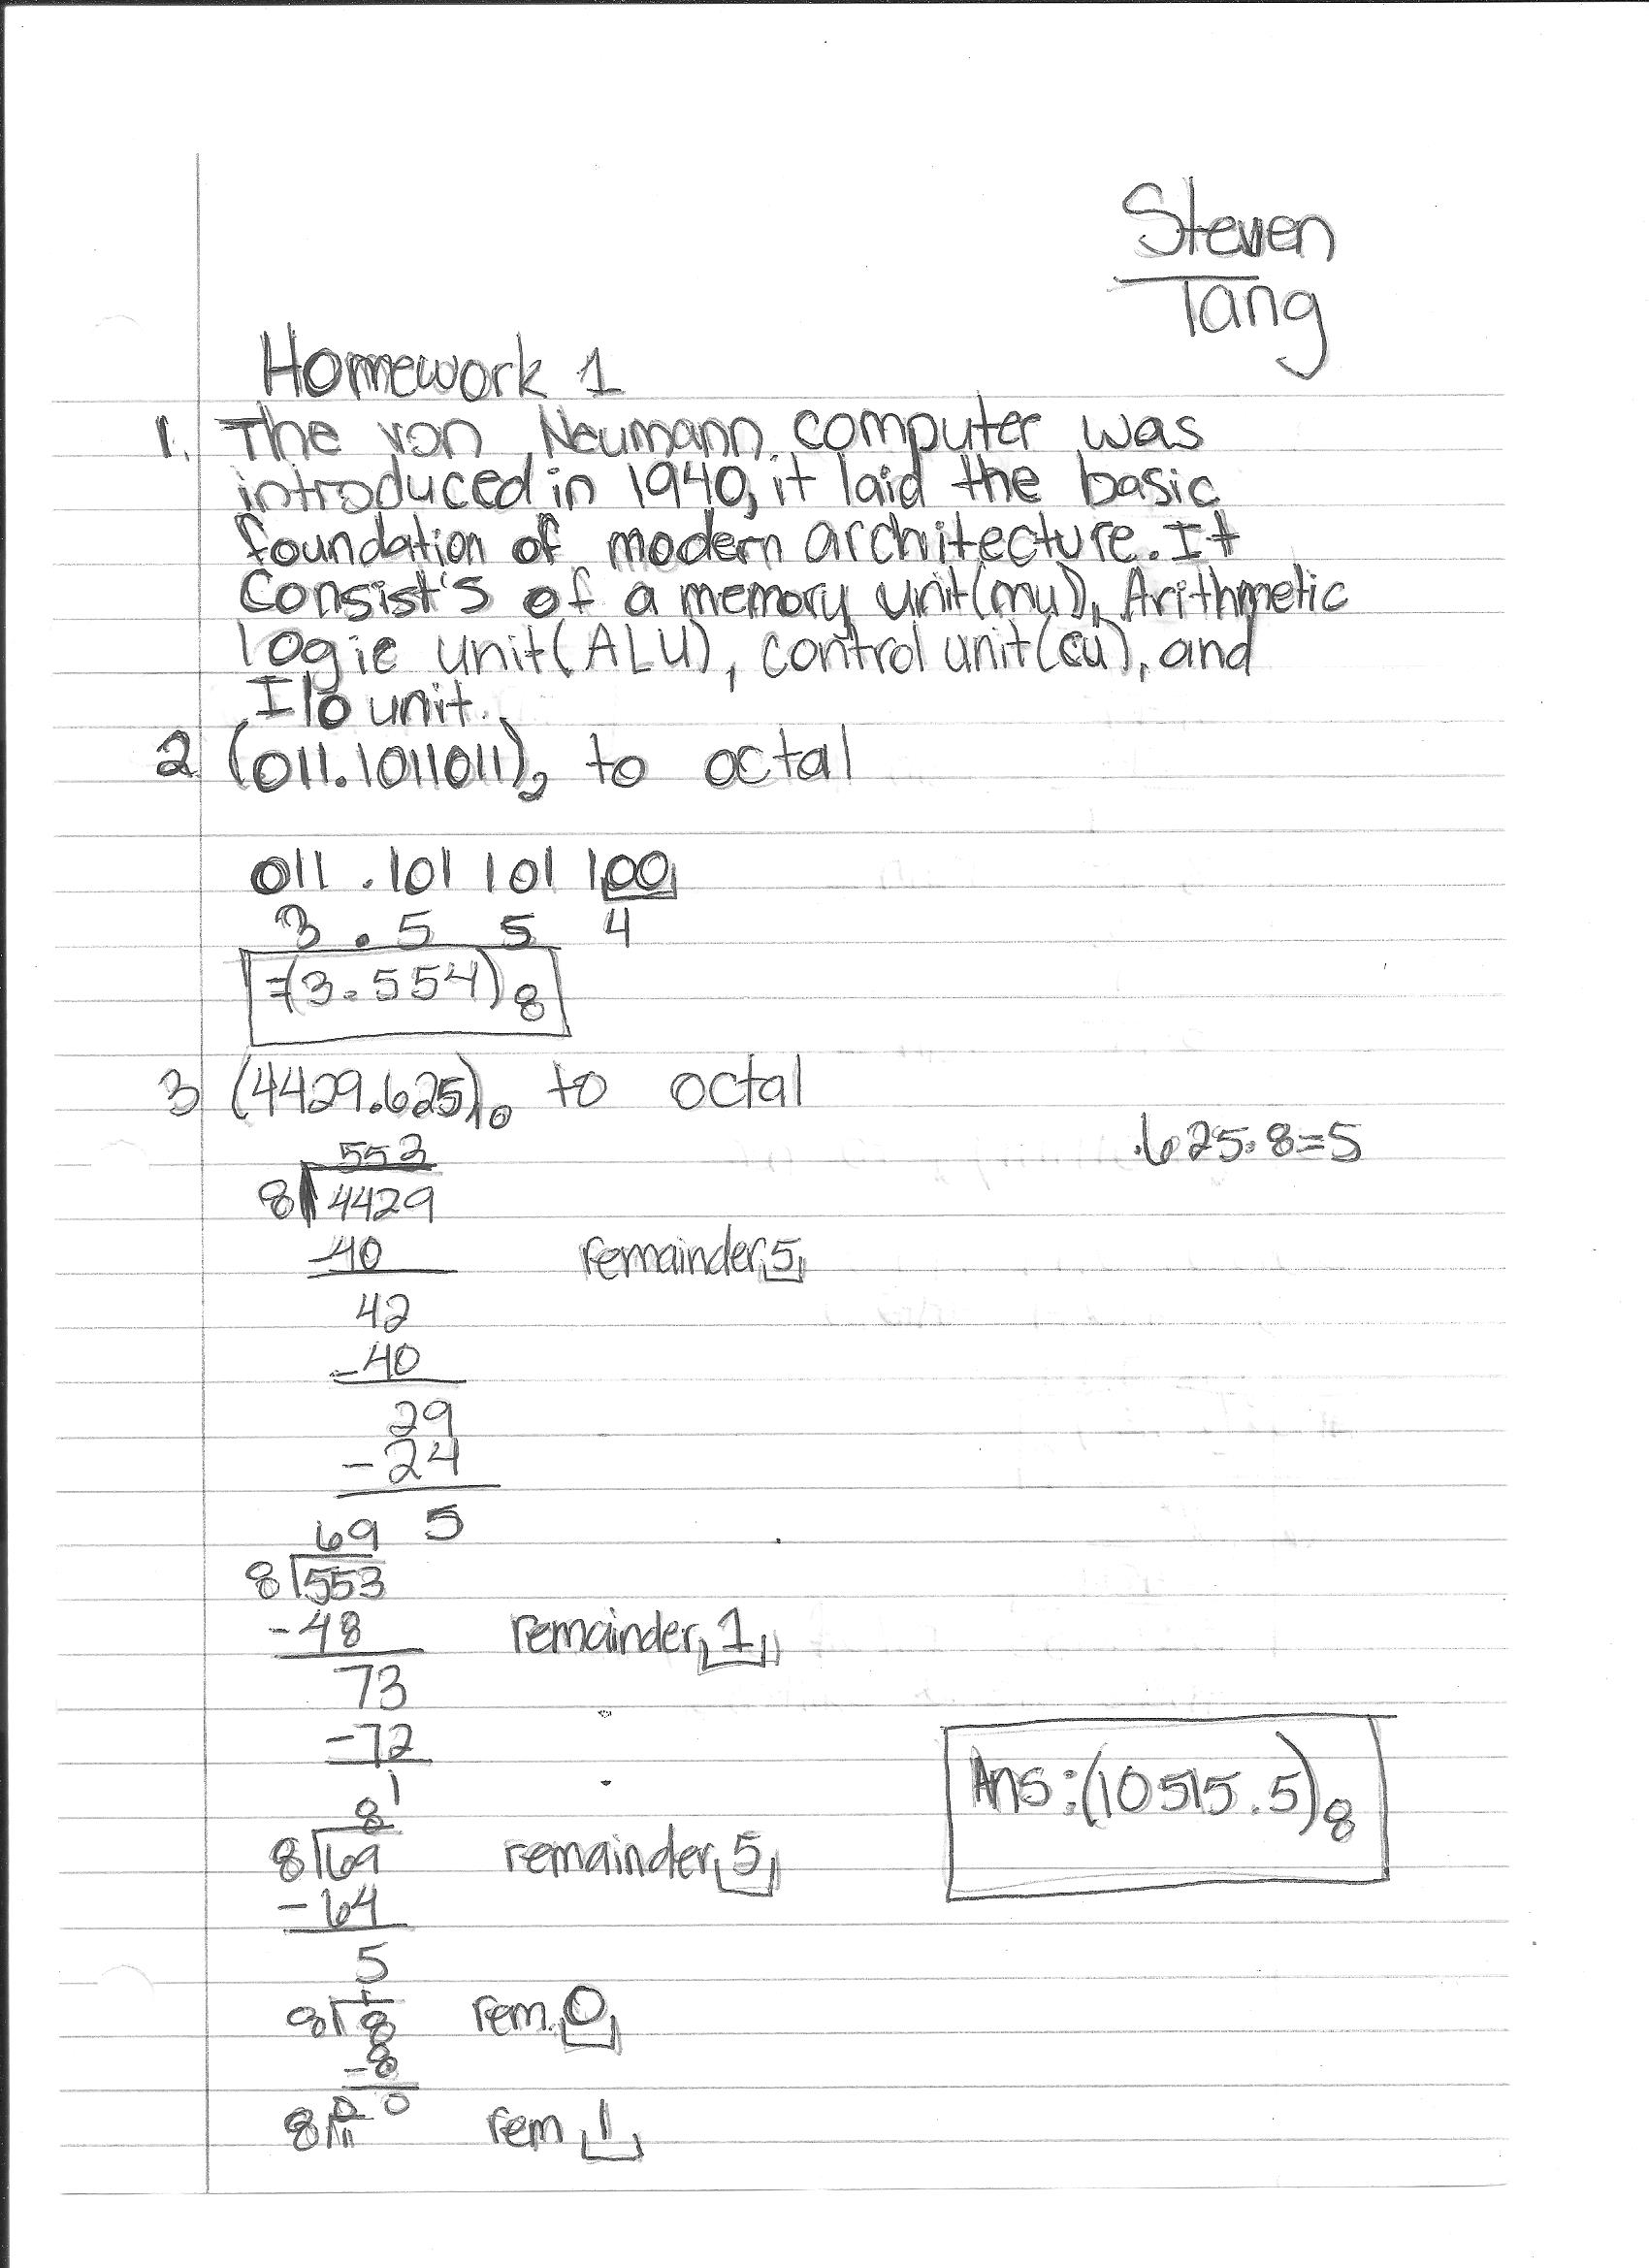 Steven
Tang
Homework 1
1. The von Neumann computer was
introduced in 1940, it laid the basic
foundation of modern architecture. It
Consist's of a memory unit(mu), Arithmetic
logic unit(ALU), control unit(cu), and
I/o unit.
2 (011.1011011)₂ to octal
011 .101 101 100
3 . 5 5 4
=(3.554)8
3 (4429.625)10 to octal
.625·8=5
553
8 4429
-40 remainder 5
42
-40
29
-24
5
69
8 553
-48 remainder 1
73
-72
1
8
8 69 remainder 5
-64
5
Ans:(10515.5)8
1
8 8 rem. 0
-8
0
0
8 1 rem 1